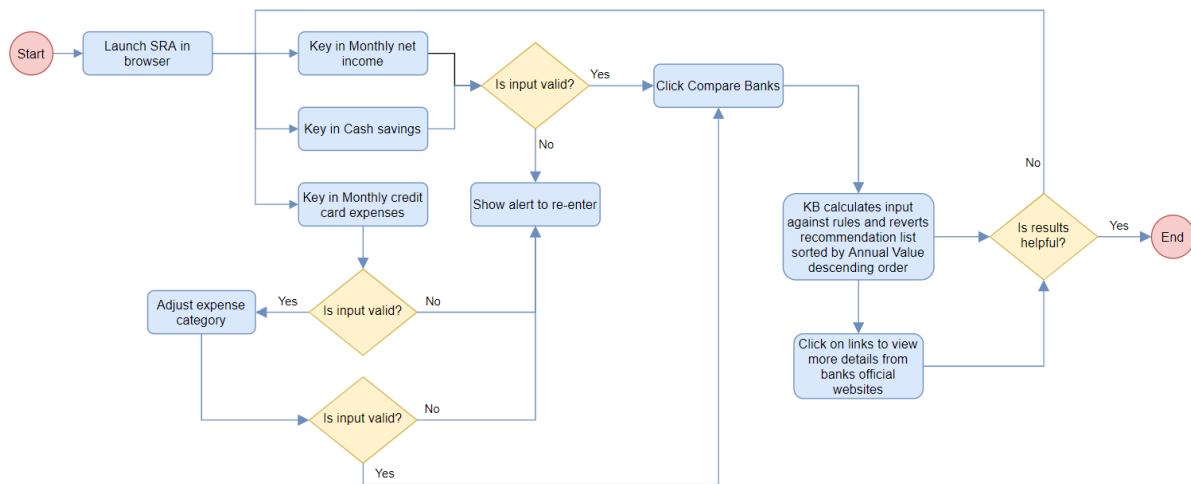 Start
Launch SRA in
browser
Key in Monthly net
income
Is input valid?
Yes
Click Compare Banks
Key in Cash savings
No
Show alert to re-enter
Key in Monthly credit
card expenses
Is input valid?
Yes
No
Adjust expense
category
Is input valid?
No
Yes
KB calculates input
against rules and reverts
recommendation list
sorted by Annual Value
descending order
Click on links to view
more details from
banks official
websites
Is results
helpful?
No
Yes
End